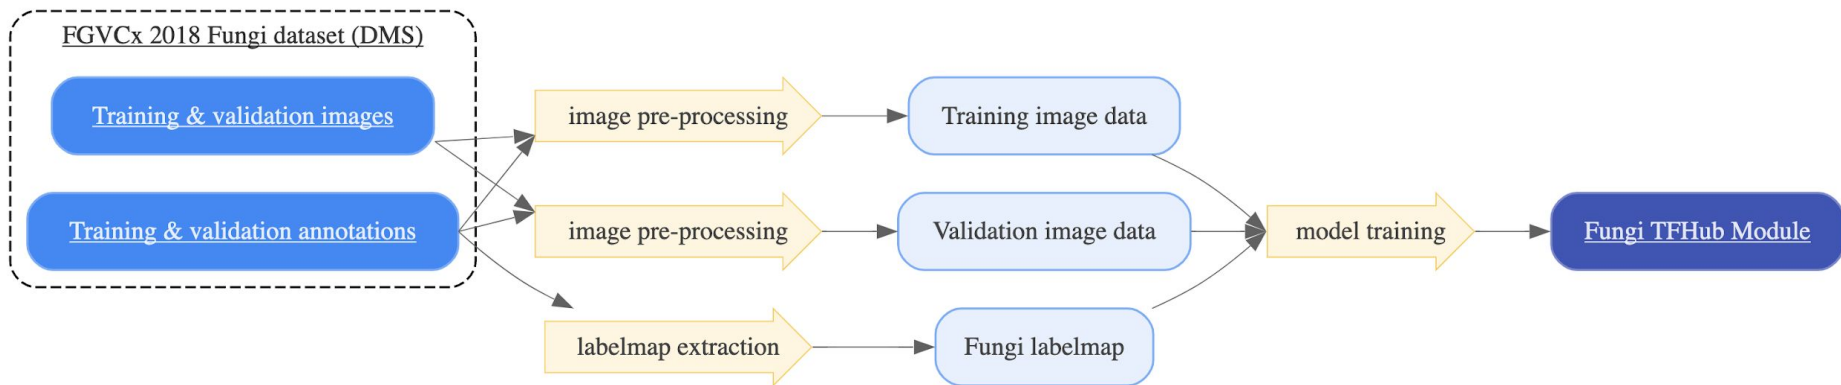 FGVCx 2018 Fungi dataset (DMS)
Training & validation images
image pre-processing
Training image data
Training & validation annotations
image pre-processing
Validation image data
model training
Fungi TFHub Module
labelmap extraction
Fungi labelmap